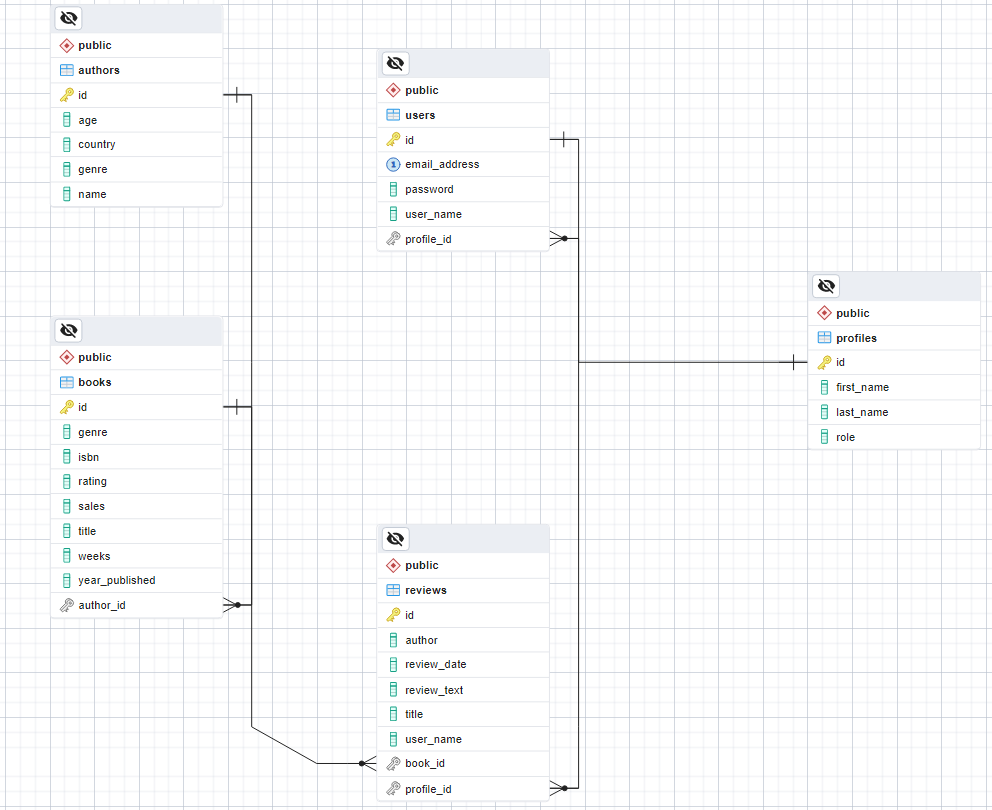 public
authors
id
age
country
genre
name
public
books
id
genre
isbn
rating
sales
title
weeks
year_published
author_id
public
users
id
1 email_address
password
user_name
profile_id
public
reviews
id
author
review_date
review_text
title
user_name
book_id
profile_id
public
profiles
id
first_name
last_name
role